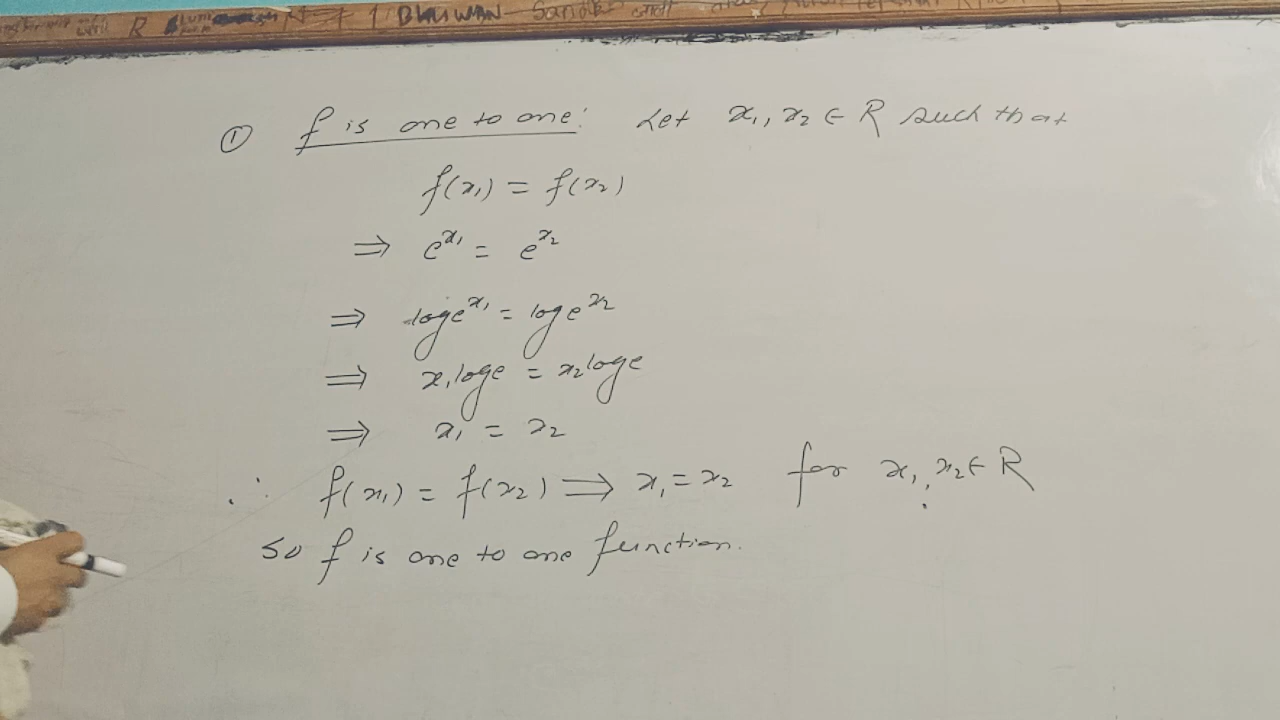 R BHUWAN
① f is one to one: Let x₁, x₂ ∈ R such that
f(x₁) = f(x₂)
⇒ e^x₁ = e^x₂
⇒ log e^x₁ = log e^x₂
⇒ x₁ log e = x₂ log e
⇒ x₁ = x₂
∴ f(x₁) = f(x₂) ⇒ x₁ = x₂ for x₁, x₂ ∈ R
So f is one to one function.